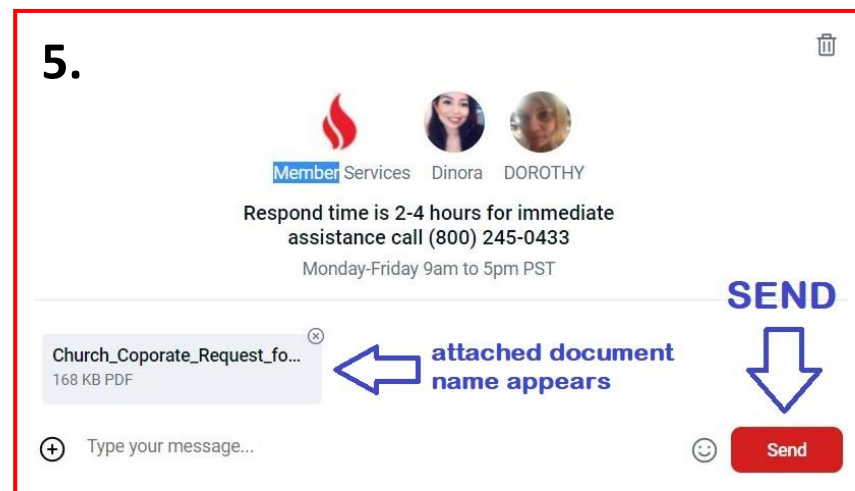 5.
Member Services Dinora DOROTHY
Respond time is 2-4 hours for immediate
assistance call (800) 245-0433
Monday-Friday 9am to 5pm PST
SEND
Church_Coporate_Request_fo...
168 KB PDF
attached document
name appears
Type your message...
Send